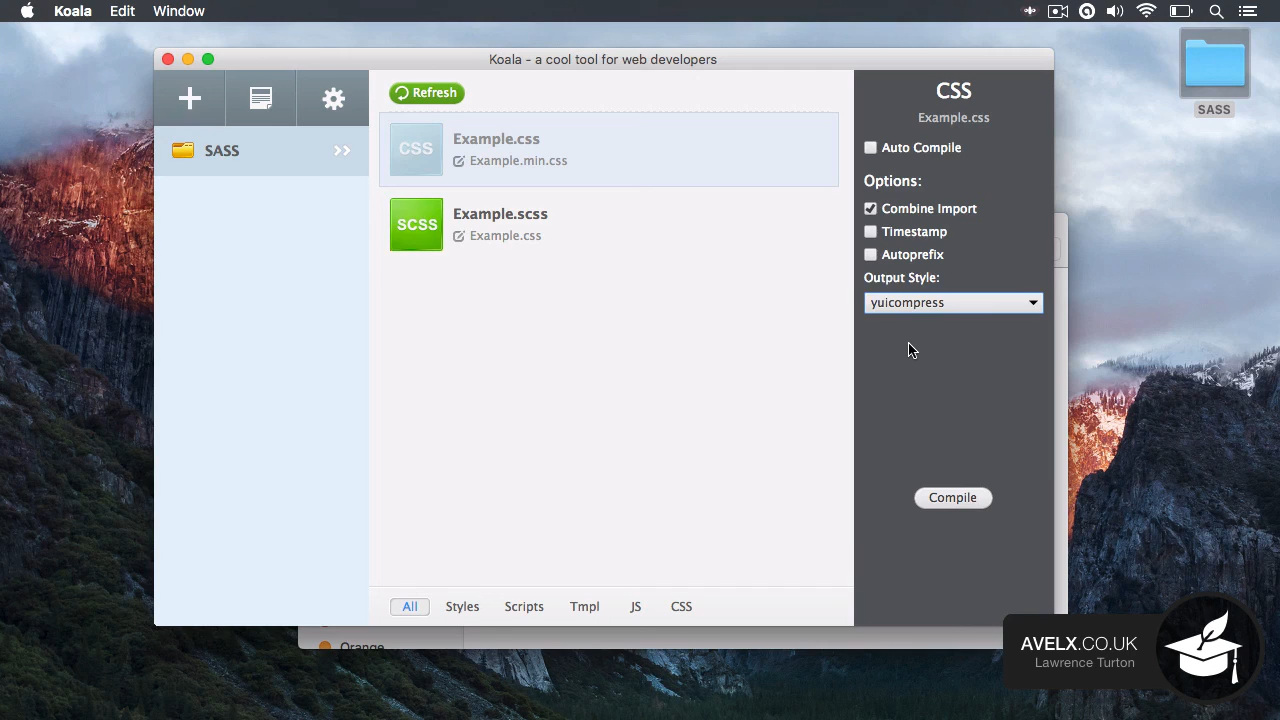 Koala Edit Window
Koala - a cool tool for web developers
SASS
Refresh
SASS
CSS
Example.css
Example.min.css
SCSS
Example.scss
Example.css
CSS
Example.css
Auto Compile
Options:
Combine Import
Timestamp
Autoprefix
Output Style:
yuicompress
Compile
All Styles Scripts Tmpl JS CSS
Orange
AVELX.CO.UK
Lawrence Turton